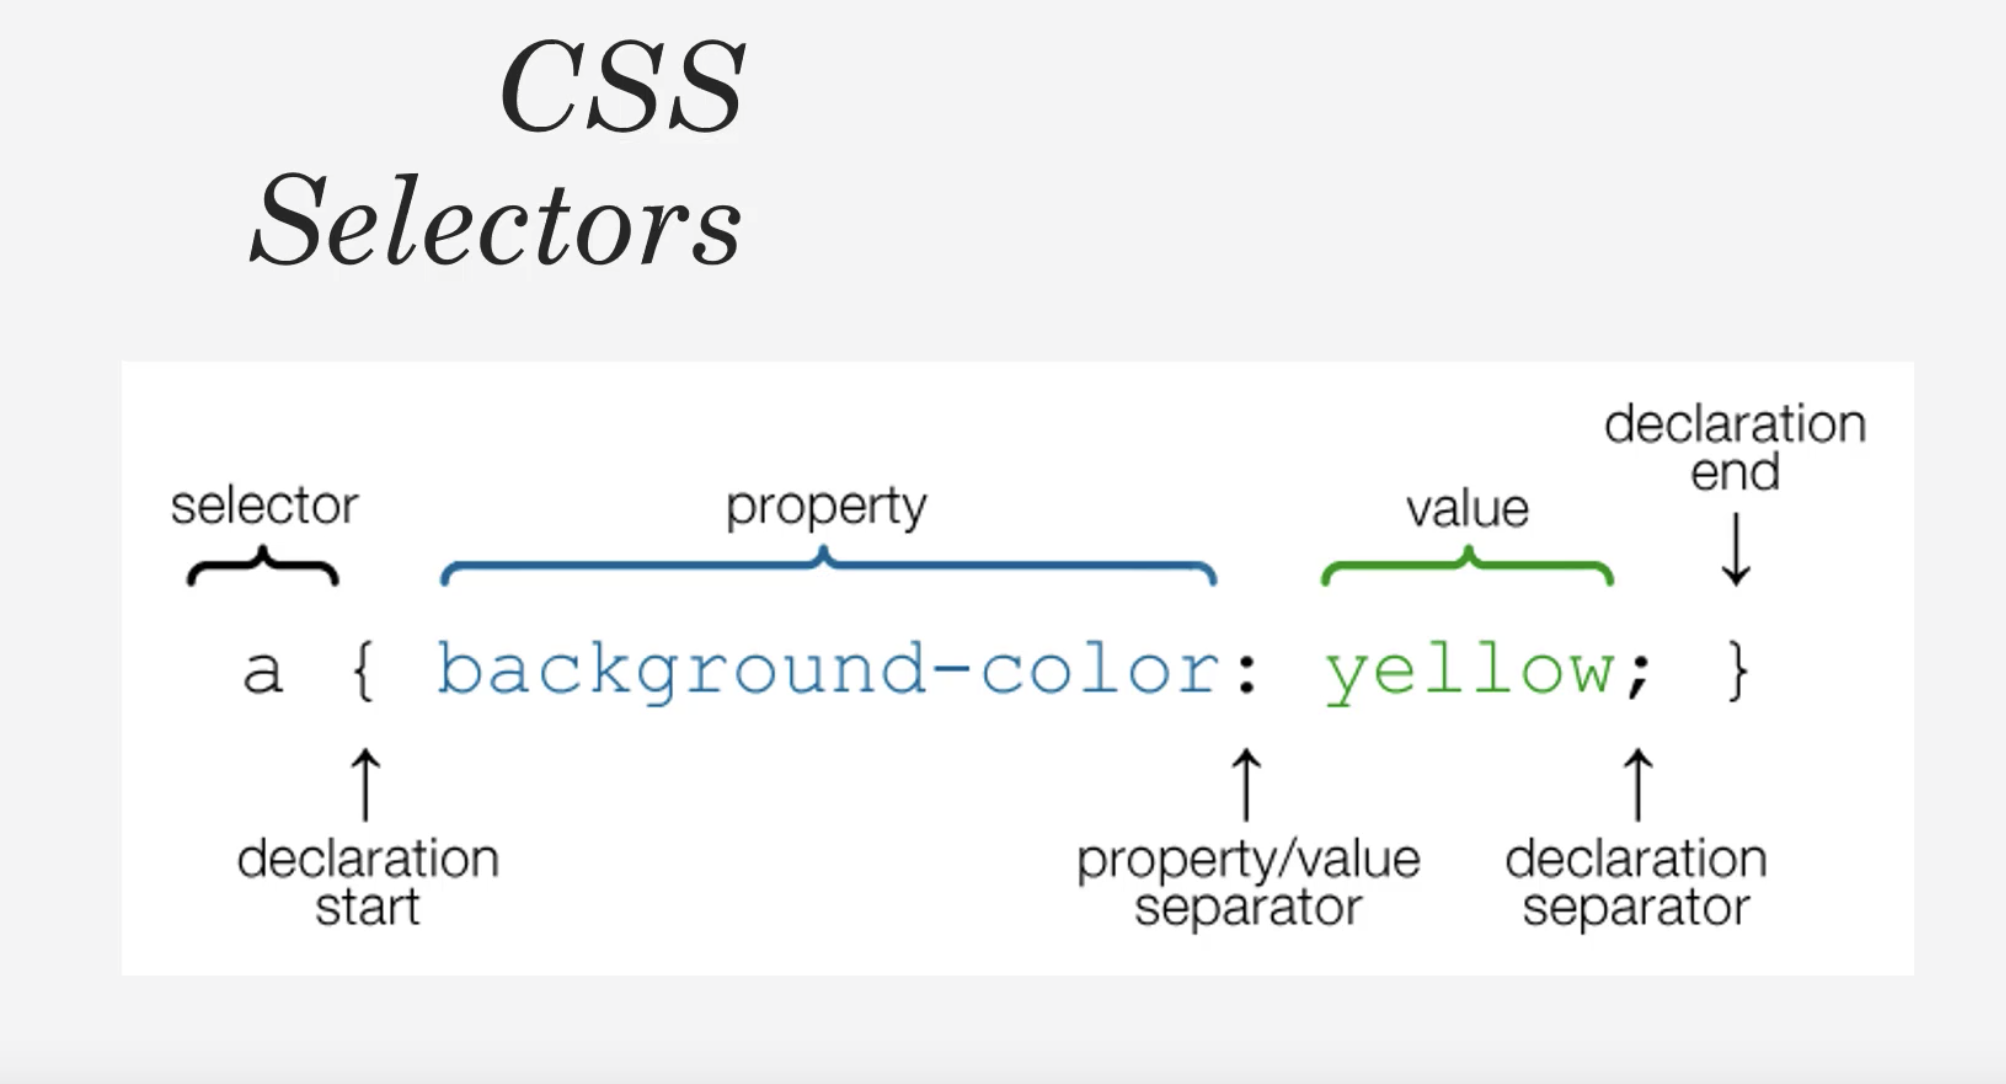 CSS
Selectors
declaration
end
selector
property
value
a { background-color: yellow; }
declaration
start
property/value
separator
declaration
separator